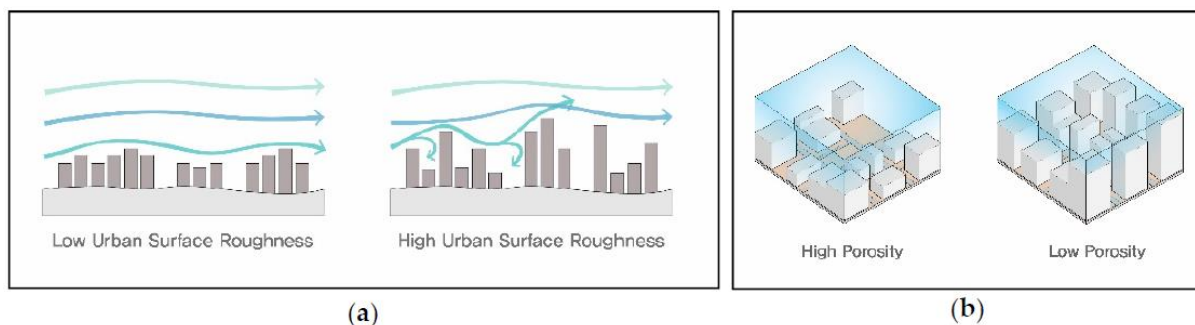 Low Urban Surface Roughness
High Urban Surface Roughness
High Porosity
Low Porosity
(a)
(b)